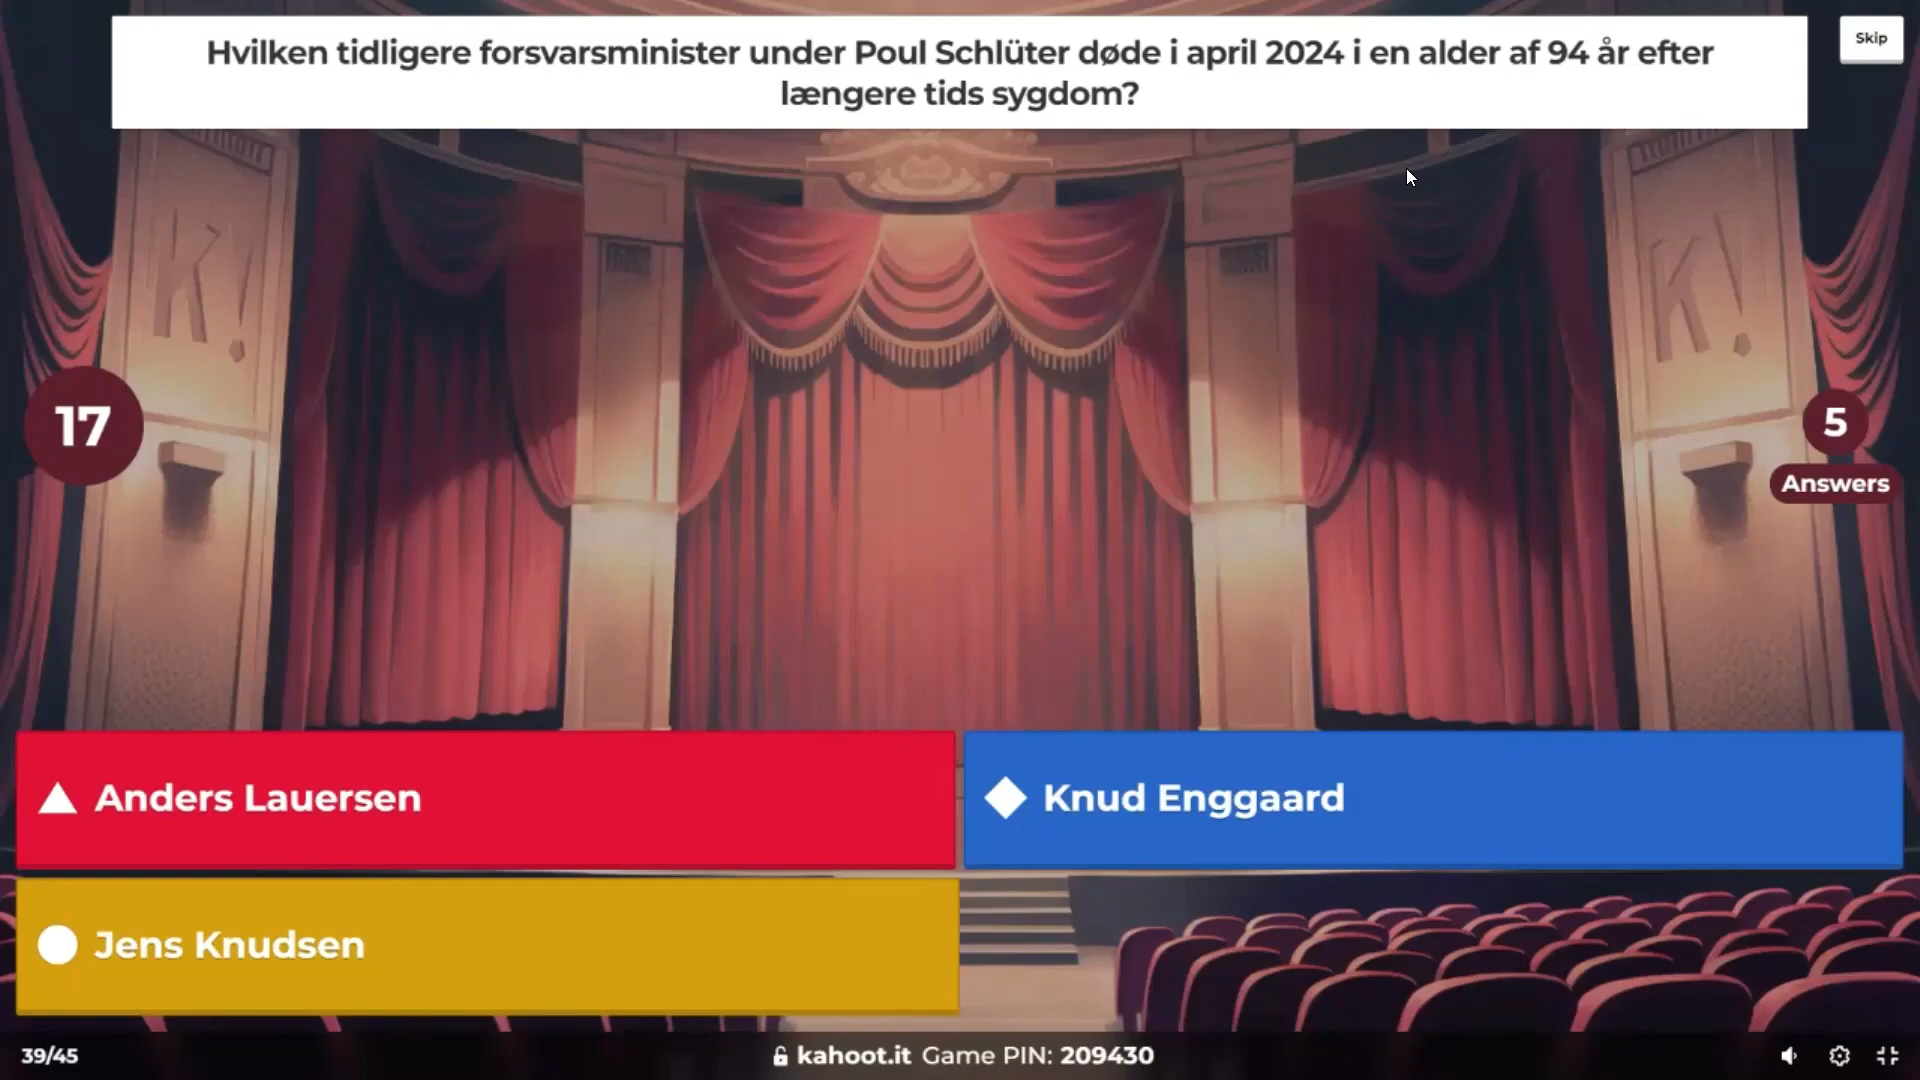 Hvilken tidligere forsvarsminister under Poul Schlüter døde i april 2024 i en alder af 94 år efter
længere tids sygdom?
Skip
K!
K!
17
5
Answers
Anders Lauersen
Knud Enggaard
Jens Knudsen
39/45
kahoot.it Game PIN: 209430